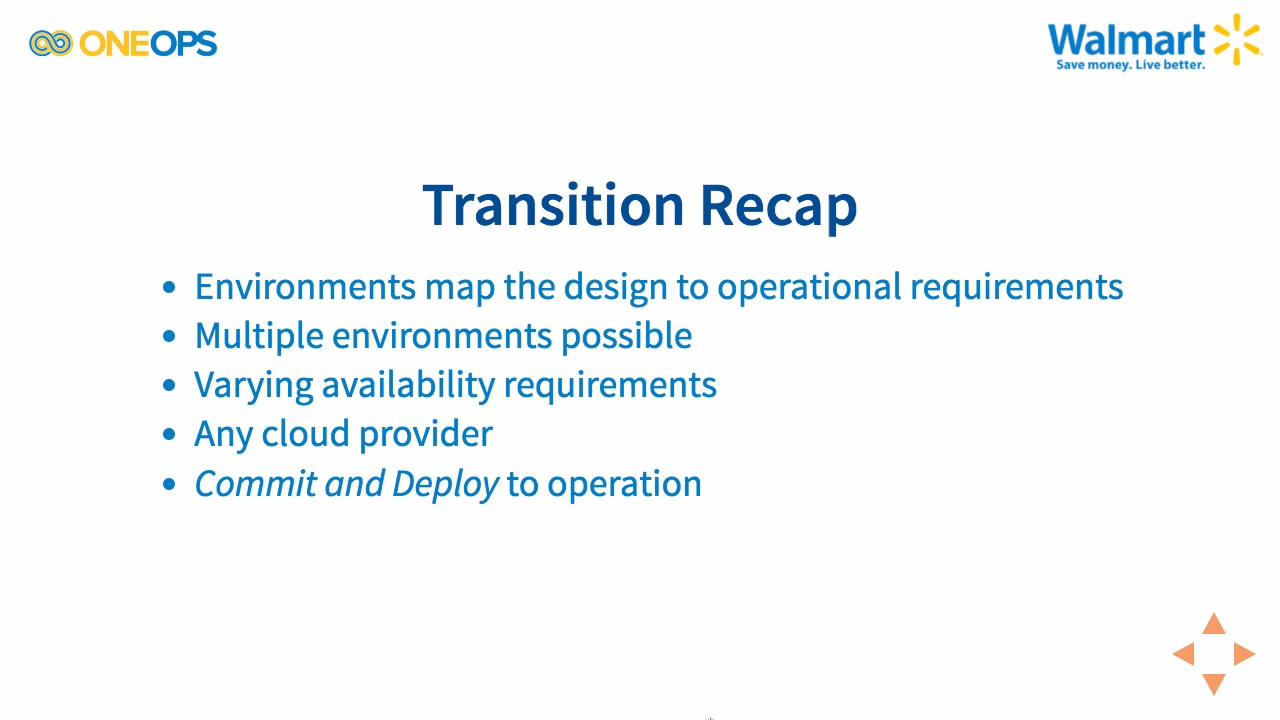 ONEOPS
Walmart
Save money. Live better.
Transition Recap
• Environments map the design to operational requirements
• Multiple environments possible
• Varying availability requirements
• Any cloud provider
• Commit and Deploy to operation